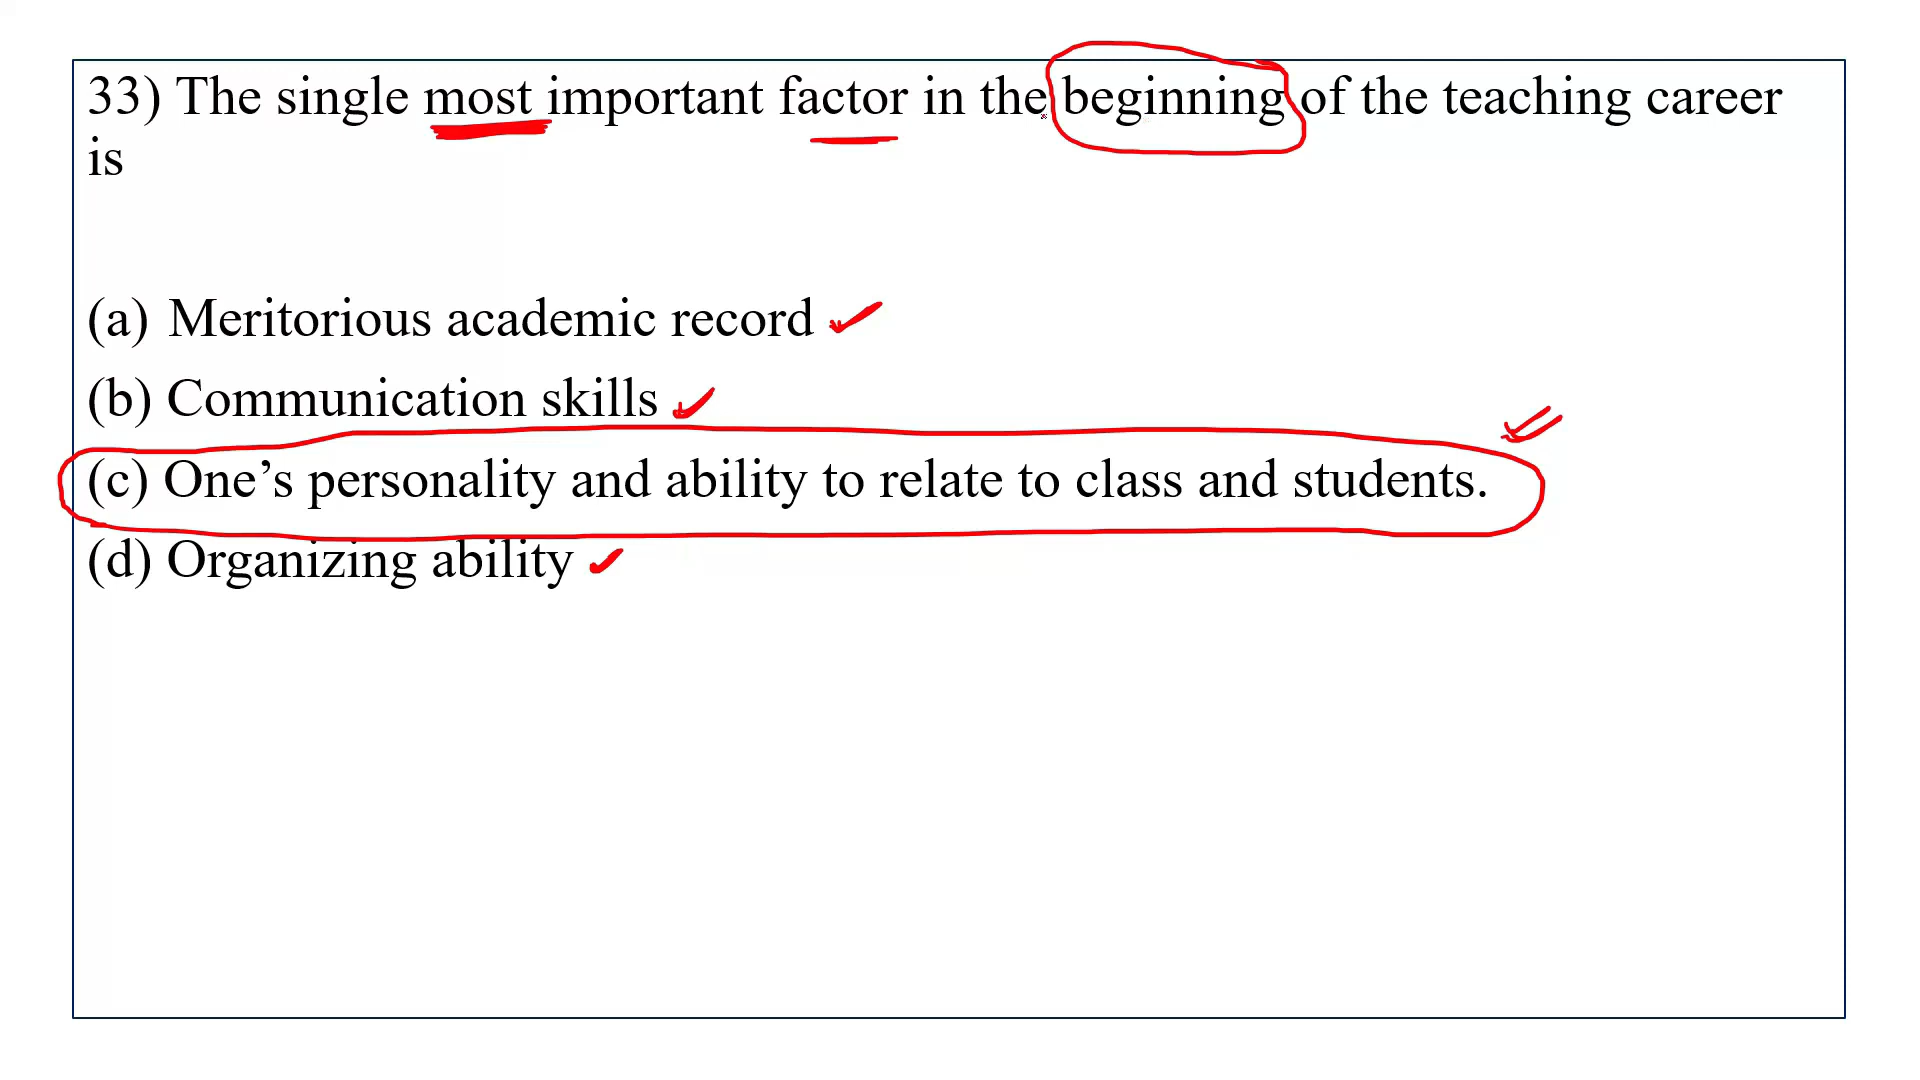 33) The single most important factor in the beginning of the teaching career
is
(a) Meritorious academic record
(b) Communication skills
(c) One’s personality and ability to relate to class and students.
(d) Organizing ability